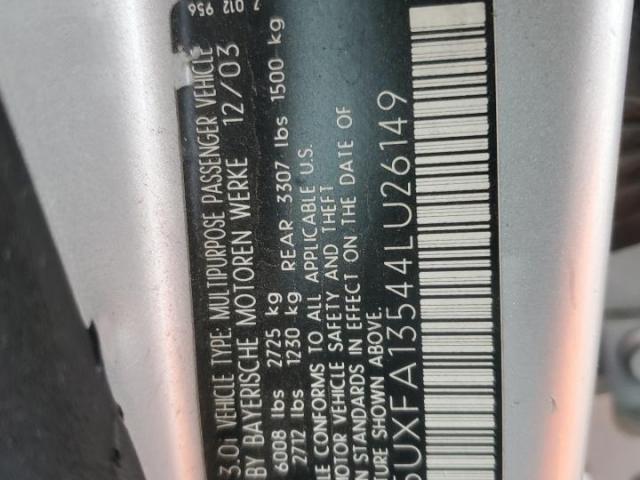 2 012 956
3.0i VEHICLE TYPE: MULTIPURPOSE PASSENGER VEHICLE
BY BAYERISCHE MOTOREN WERKE 12/03
6008 lbs 2725 kg
2712 lbs 1230 kg REAR 3307 lbs 1500 kg
CONFORMS TO ALL APPLICABLE U.S.
MOTOR VEHICLE SAFETY AND THEFT
STANDARDS IN EFFECT ON THE DATE OF
SHOWN ABOVE.
5UXFA13544LU26149